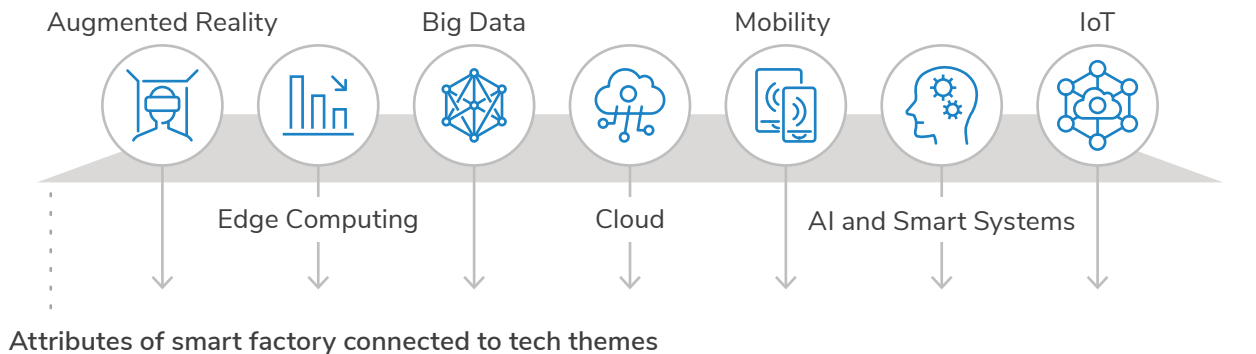 Augmented Reality
Big Data
Mobility
IoT
Edge Computing
Cloud
AI and Smart Systems
Attributes of smart factory connected to tech themes